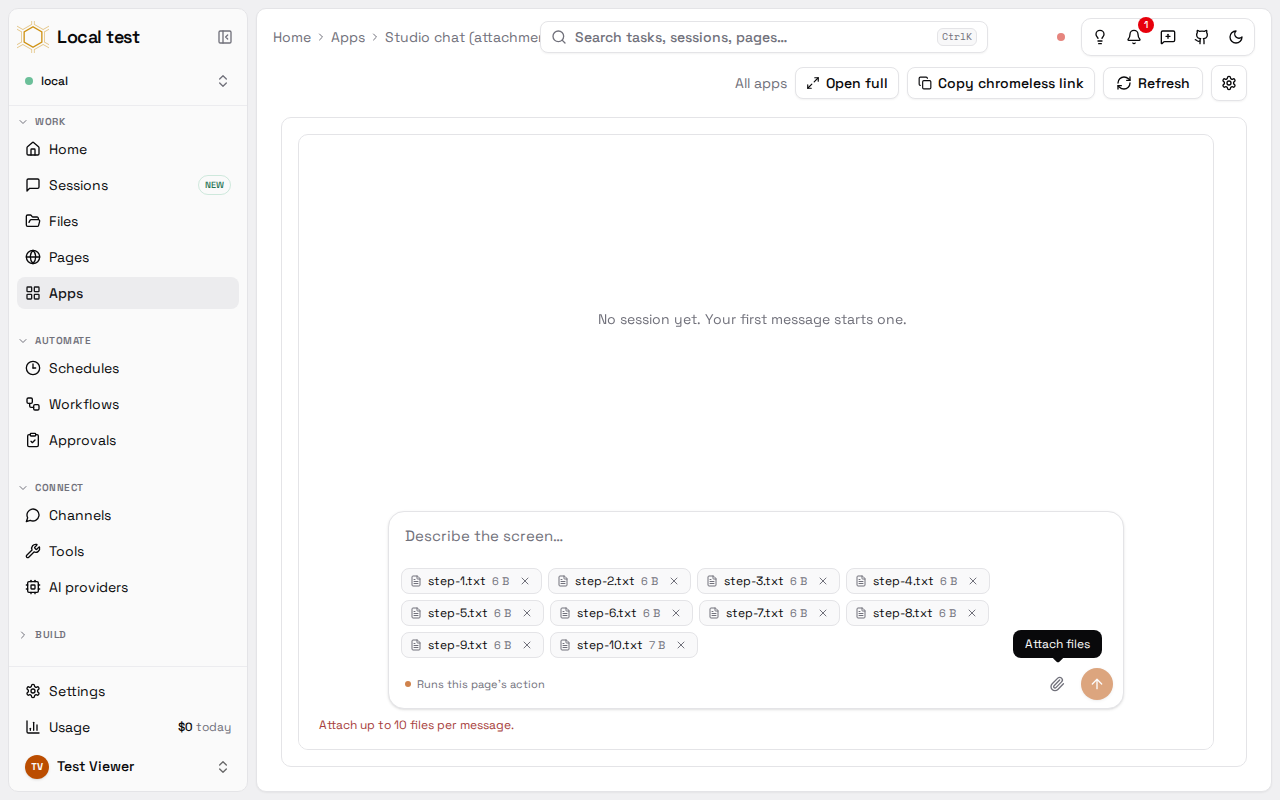 Local test
local
WORK
Home
Sessions NEW
Files
Pages
Apps
AUTOMATE
Schedules
Workflows
Approvals
CONNECT
Channels
Tools
AI providers
BUILD
Settings
Usage $0 today
TV Test Viewer
Home Apps Studio chat (attachmen
Search tasks, sessions, pages... CtrlK
1
All apps Open full Copy chromeless link Refresh
No session yet. Your first message starts one.
Describe the screen...
step-1.txt 6 B step-2.txt 6 B step-3.txt 6 B step-4.txt 6 B
step-5.txt 6 B step-6.txt 6 B step-7.txt 6 B step-8.txt 6 B
step-9.txt 6 B step-10.txt 7 B
Attach files
Runs this page's action
Attach up to 10 files per message.